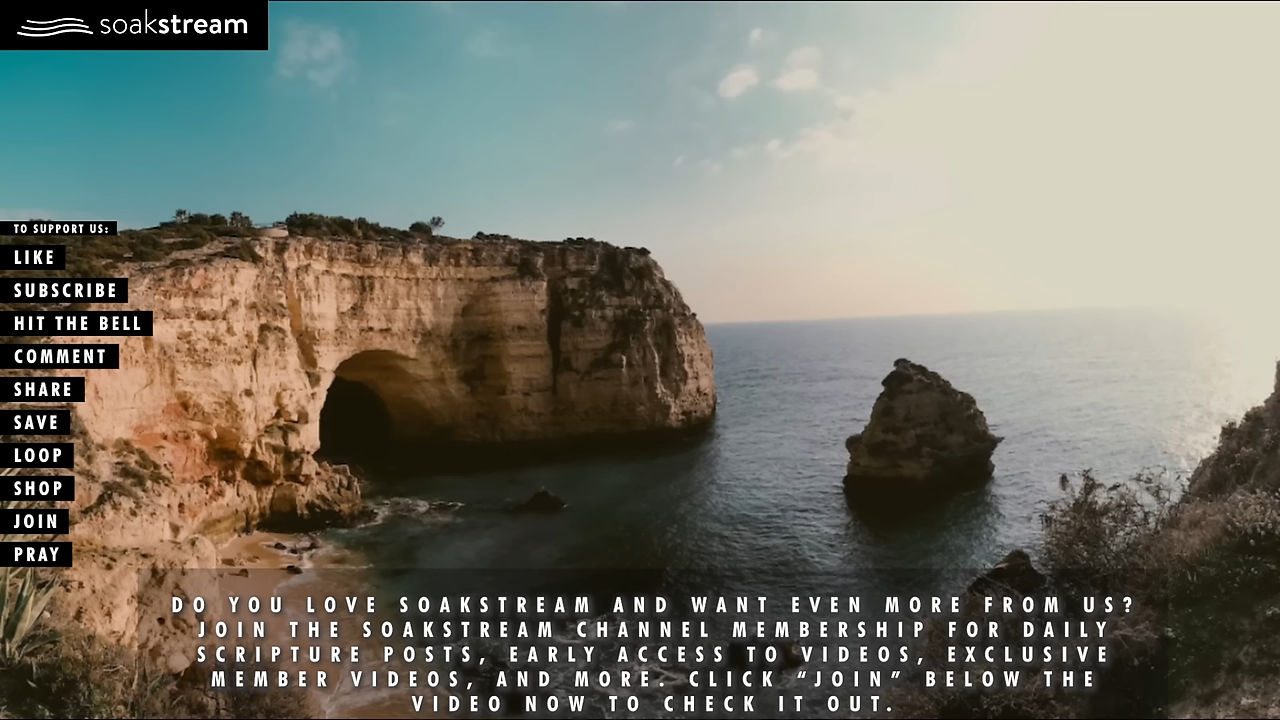 soakstream
TO SUPPORT US:
LIKE
SUBSCRIBE
HIT THE BELL
COMMENT
SHARE
SAVE
LOOP
SHOP
JOIN
PRAY
DO YOU LOVE SOAKSTREAM AND WANT EVEN MORE FROM US?
JOIN THE SOAKSTREAM CHANNEL MEMBERSHIP FOR DAILY
SCRIPTURE POSTS, EARLY ACCESS TO VIDEOS, EXCLUSIVE
MEMBER VIDEOS, AND MORE. CLICK “JOIN” BELOW THE
VIDEO NOW TO CHECK IT OUT.